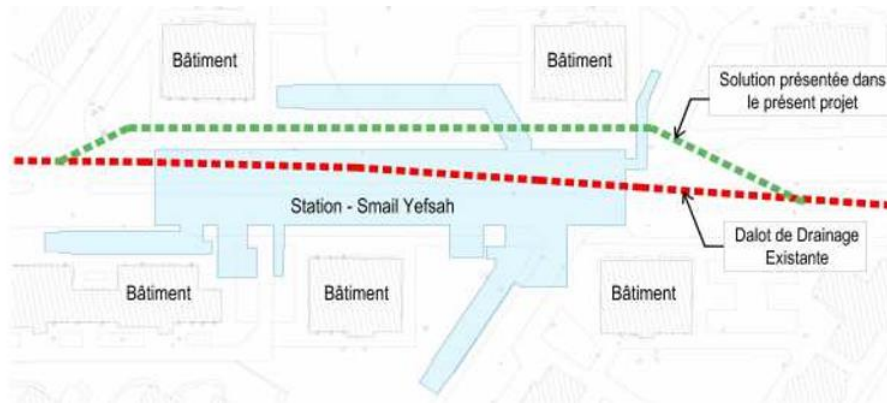 Bâtiment
Bâtiment
Solution présentée dans
le présent projet
Station - Smail Yefsah
Dalot de Drainage
Existante
Bâtiment
Bâtiment
Bâtiment